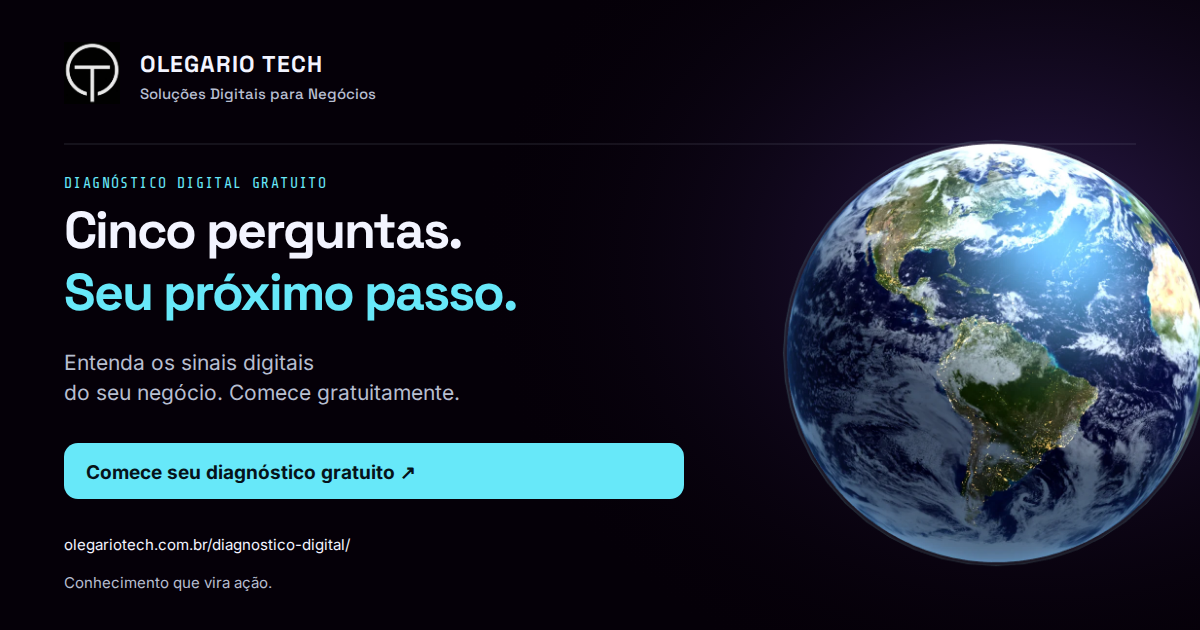 OLEGARIO TECH
Soluções Digitais para Negócios
DIAGNÓSTICO DIGITAL GRATUITO
Cinco perguntas.
Seu próximo passo.
Entenda os sinais digitais
do seu negócio. Comece gratuitamente.
Comece seu diagnóstico gratuito ↗
olegariotech.com.br/diagnostico-digital/
Conhecimento que vira ação.